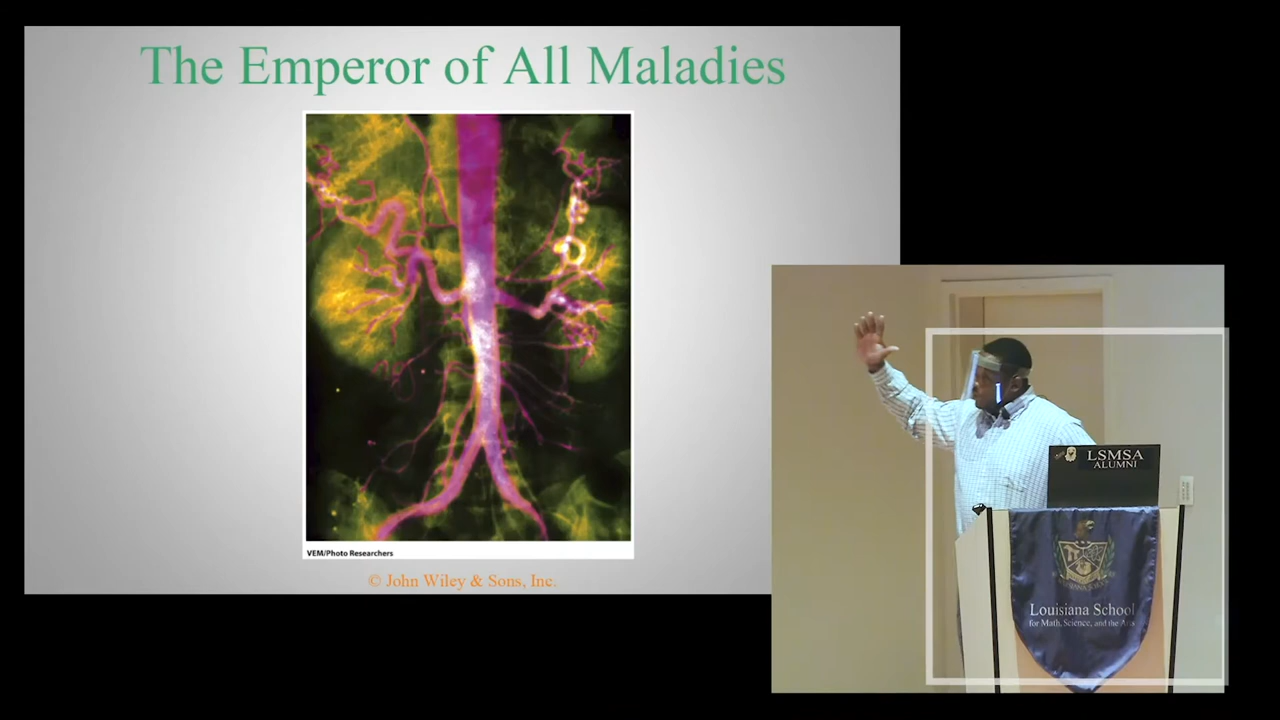 The Emperor of All Maladies
VEM/Photo Researchers
© John Wiley & Sons, Inc.
LSMSA
ALUMNI
Louisiana School
for Math, Science, and the Arts